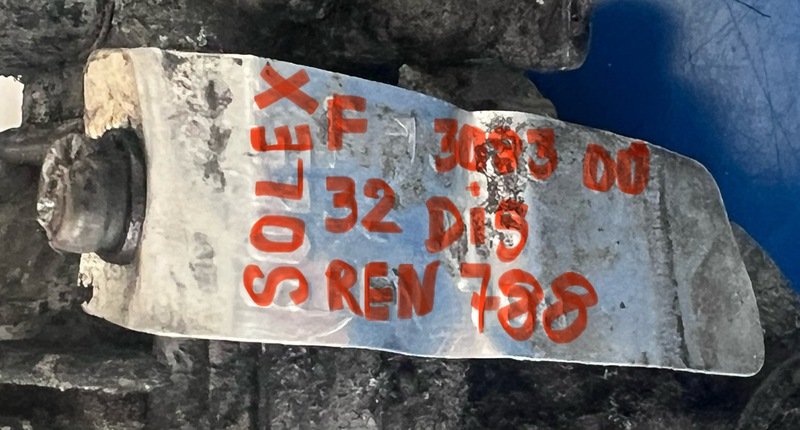 SOLEX
F 3083 00
32 DiS
REN 788